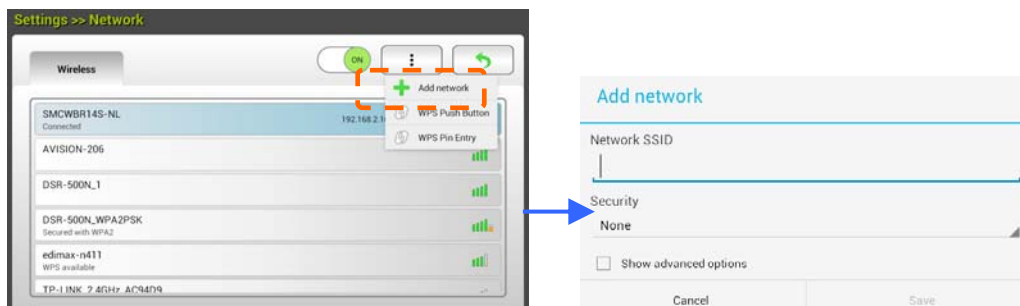 Settings >> Network
Wireless
ON
Add network
WPS Push Button
WPS Pin Entry
SMCWBR14S-NL
Connected
192.168.2.1
AVISION-206
DSR-500N_1
DSR-500N_WPA2PSK
Secured with WPA2
edimax-n411
WPS available
TP-LINK_2.4GHz_AC94D9
Add network
Network SSID
Security
None
Show advanced options
Cancel
Save